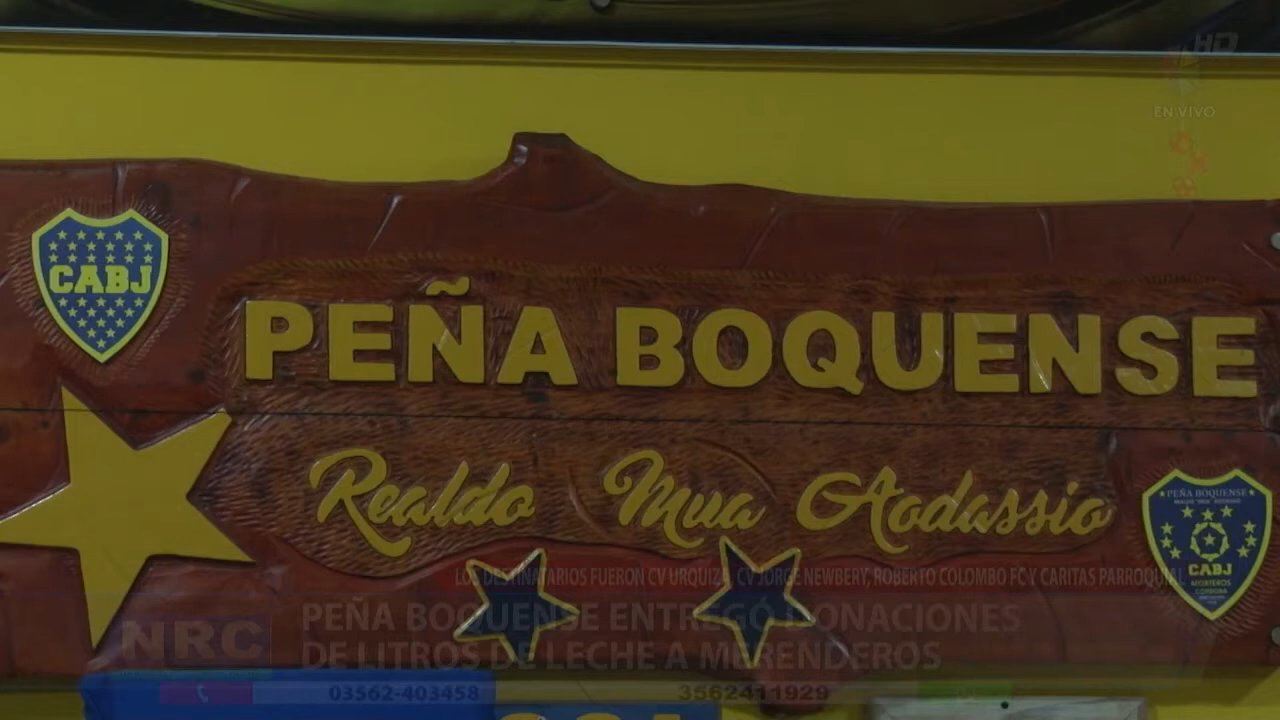 HD
EN VIVO
CABJ
PEÑA BOQUENSE
Realdo Mua Aodassio
PEÑA BOQUENSE
CABJ
MORTEROS
CORDOBA
LOS DESTINATARIOS FUERON CV URQUIZA, CV JORGE NEWBERY, ROBERTO COLOMBO FC Y CARITAS PARROQUIAL
NRC
PEÑA BOQUENSE ENTREGÓ DONACIONES
DE LITROS DE LECHE A MERENDEROS
03562-403458
3562411929